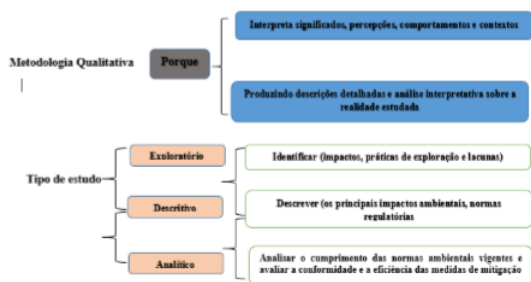 Interpreta significados, percepções, comportamentos e contextos
Metodologia Qualitativa
Porque
Produzindo descrições detalhadas e análise interpretativa sobre a
realidade estudada
Exploratório
Identificar (impactos, práticas de exploração e lacunas)
Tipo de estudo
Descritivo
Descrever (os principais impactos ambientais, normas
regulatórias
Analítico
Analisar o cumprimento das normas ambientais vigentes e
avaliar a conformidade e a eficiência das medidas de mitigação